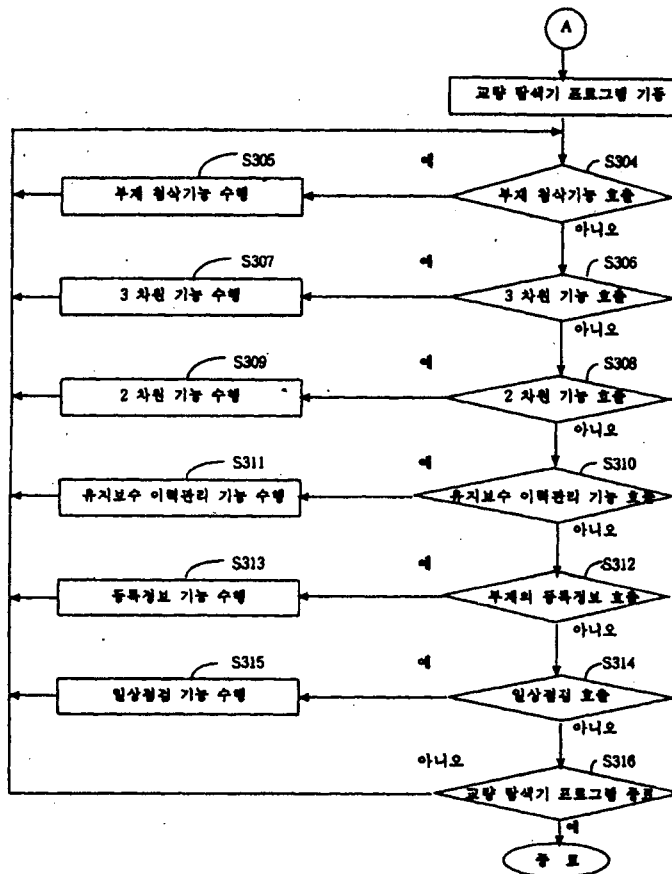 A
교량 탐색기 프로그램 기동
S305
예
S304
부재 첨삭기능 수행
부재 첨삭기능 호출
아니오
S307
예
S306
3 차원 기능 수행
3 차원 기능 호출
아니오
S309
예
S308
2 차원 기능 수행
2 차원 기능 호출
아니오
S311
예
S310
유지보수 이력관리 기능 수행
유지보수 이력관리 기능 호출
아니오
S313
예
S312
등록정보 기능 수행
부재의 등록정보 호출
아니오
S315
예
S314
일상점검 기능 수행
일상점검 호출
아니오
아니오
S316
교량 탐색기 프로그램 종료
예
종 료